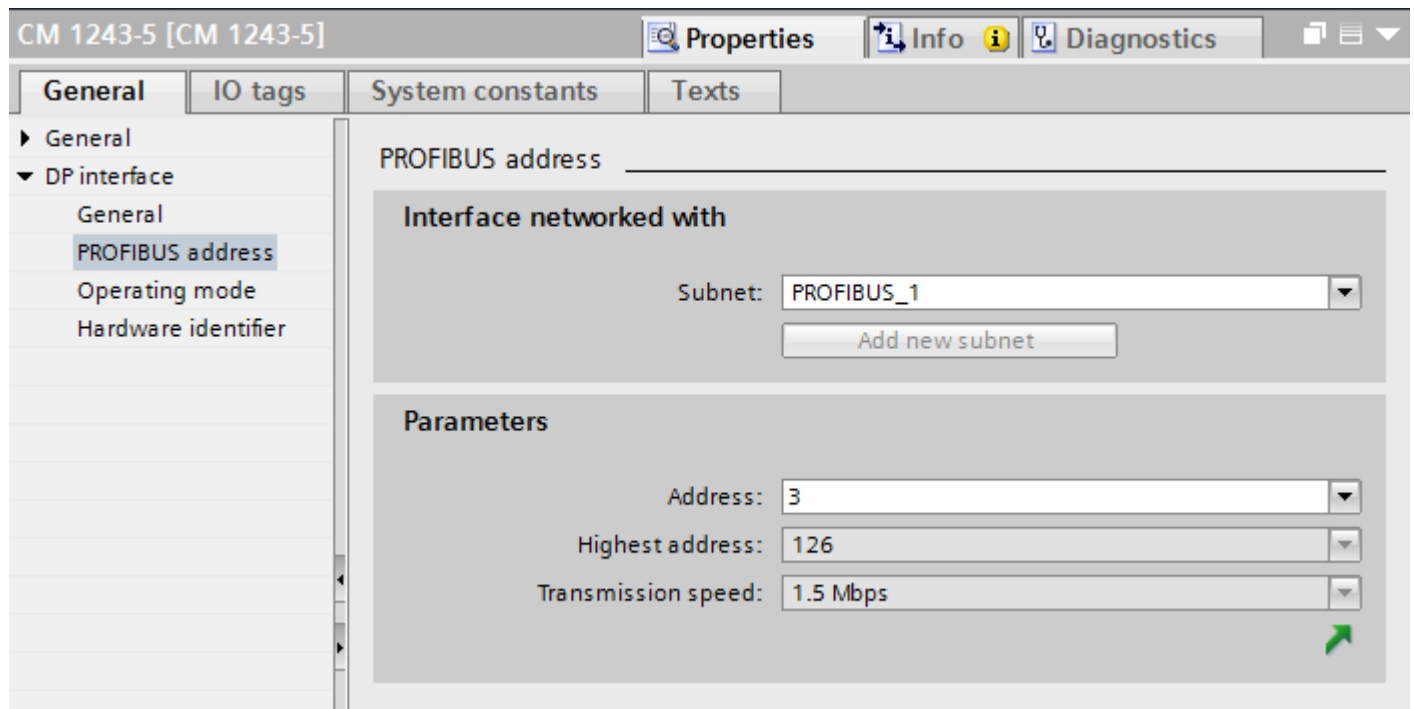 CM 1243-5 [CM 1243-5]
Properties
Info
Diagnostics
General
IO tags
System constants
Texts
General
DP interface
General
PROFIBUS address
Operating mode
Hardware identifier
PROFIBUS address
Interface networked with
Subnet: PROFIBUS_1
Add new subnet
Parameters
Address: 3
Highest address: 126
Transmission speed: 1.5 Mbps